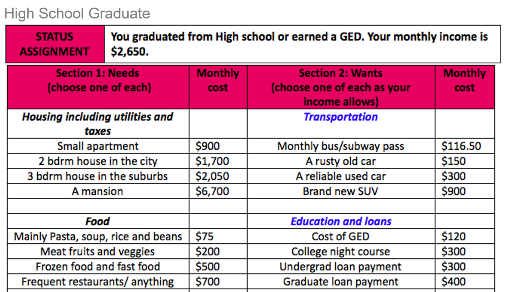 High School Graduate
STATUS ASSIGNMENT You graduated from High school or earned a GED. Your monthly income is $2,650.
Section 1: Needs (choose one of each) Monthly cost Section 2: Wants (choose one of each as your income allows) Monthly cost
Housing including utilities and taxes Transportation
Small apartment $900 Monthly bus/subway pass $116.50
2 bdrm house in the city $1,700 A rusty old car $150
3 bdrm house in the suburbs $2,050 A reliable used car $300
A mansion $6,700 Brand new SUV $900
Food Education and loans
Mainly Pasta, soup, rice and beans $75 Cost of GED $120
Meat fruits and veggies $200 College night course $300
Frozen food and fast food $500 Undergrad loan payment $300
Frequent restaurants/ anything $700 Graduate loan payment $400